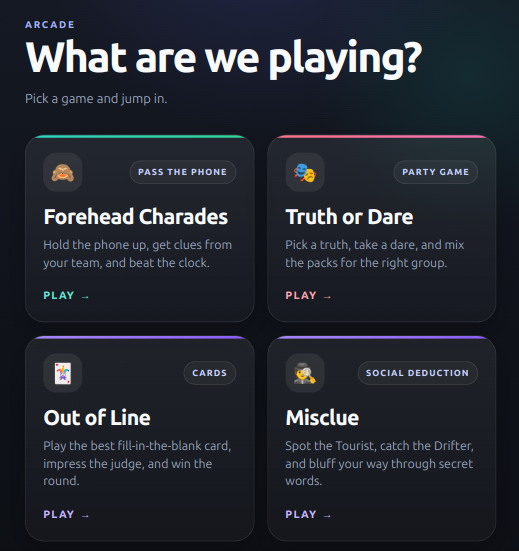 ARCADE
What are we playing?
Pick a game and jump in.
PASS THE PHONE
Forehead Charades
Hold the phone up, get clues from
your team, and beat the clock.
PLAY →
PARTY GAME
Truth or Dare
Pick a truth, take a dare, and mix
the packs for the right group.
PLAY →
CARDS
Out of Line
Play the best fill-in-the-blank card,
impress the judge, and win the
round.
PLAY →
SOCIAL DEDUCTION
Misclue
Spot the Tourist, catch the Drifter,
and bluff your way through secret
words.
PLAY →